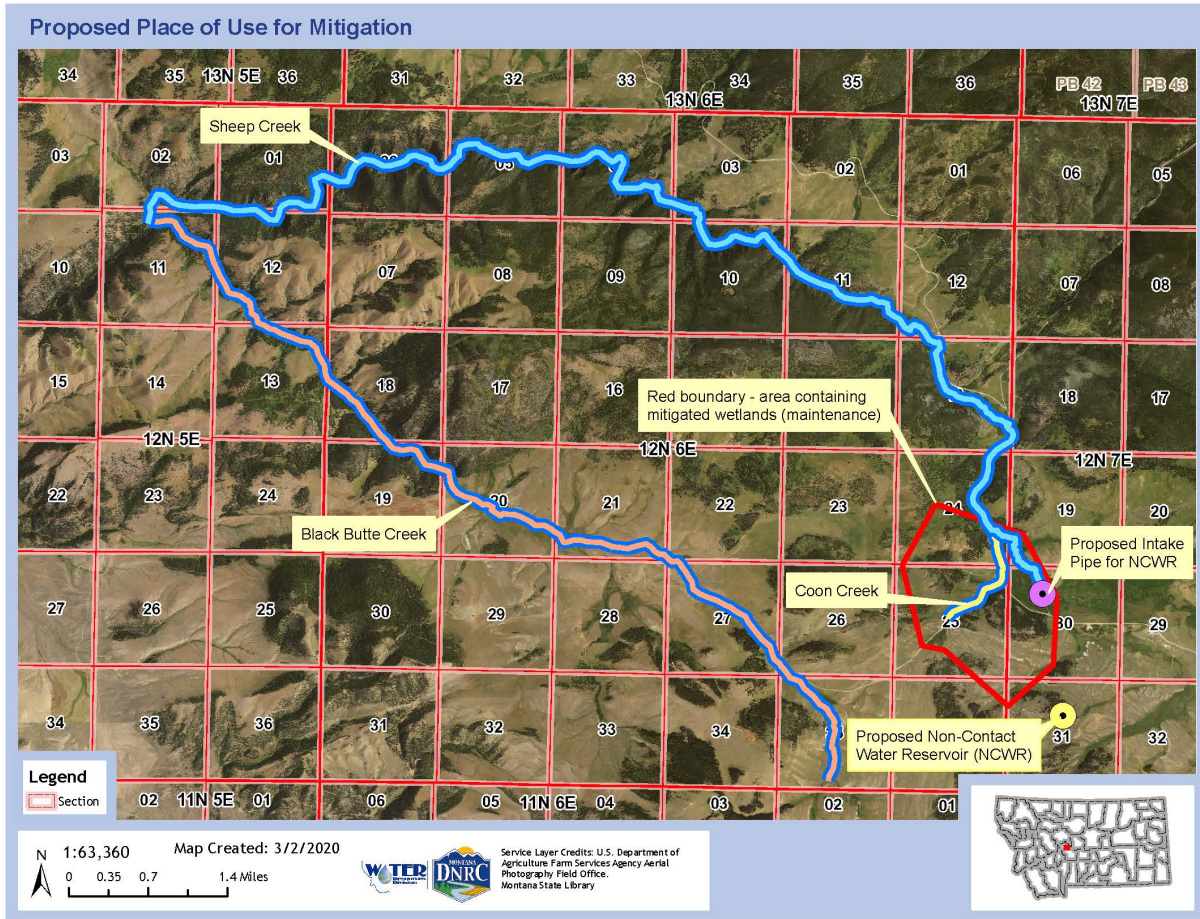 Proposed Place of Use for Mitigation
34
35
13N 5E
36
31
32
33
34
35
36
PB 42
PB 43
13N 6E
13N 7E
Sheep Creek
03
02
01
05
03
02
01
06
05
10
11
12
07
08
09
10
11
12
07
08
15
14
13
18
17
16
Red boundary - area containing
mitigated wetlands (maintenance)
18
17
12N 5E
12N 6E
12N 7E
22
23
24
19
20
21
22
23
24
19
20
Black Butte Creek
Proposed Intake
Pipe for NCWR
Coon Creek
27
26
25
30
29
28
27
26
25
30
29
34
35
36
31
32
33
34
Proposed Non-Contact
Water Reservoir (NCWR)
31
32
Legend
Section
02
11N 5E
01
06
05
11N 6E
04
03
02
01
N
1:63,360
Map Created: 3/2/2020
0
0.35
0.7
1.4 Miles
WATER
MONTANA
DNRC
Service Layer Credits: U.S. Department of
Agriculture Farm Services Agency Aerial
Photography Field Office.
Montana State Library